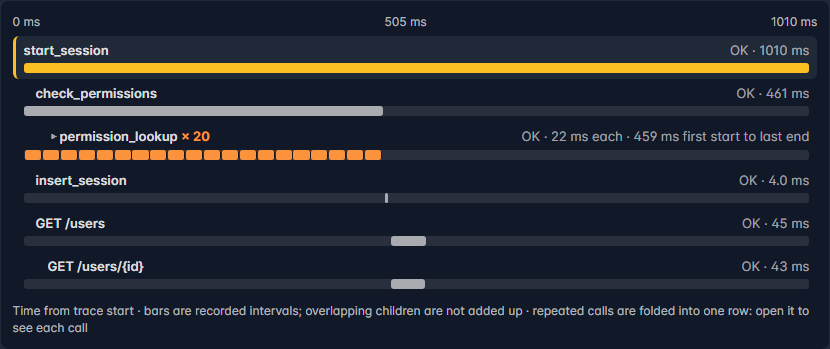 0 ms 505 ms 1010 ms
start_session OK · 1010 ms
check_permissions OK · 461 ms
▸ permission_lookup × 20 OK · 22 ms each · 459 ms first start to last end
insert_session OK · 4.0 ms
GET /users OK · 45 ms
GET /users/{id} OK · 43 ms
Time from trace start · bars are recorded intervals; overlapping children are not added up · repeated calls are folded into one row: open it to
see each call